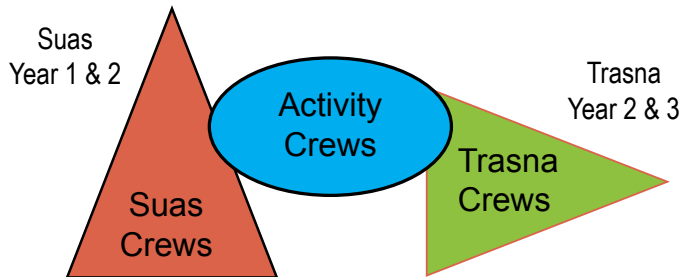 Suas
Year 1 & 2
Activity
Crews
Trasna
Year 2 & 3
Suas
Crews
Trasna
Crews